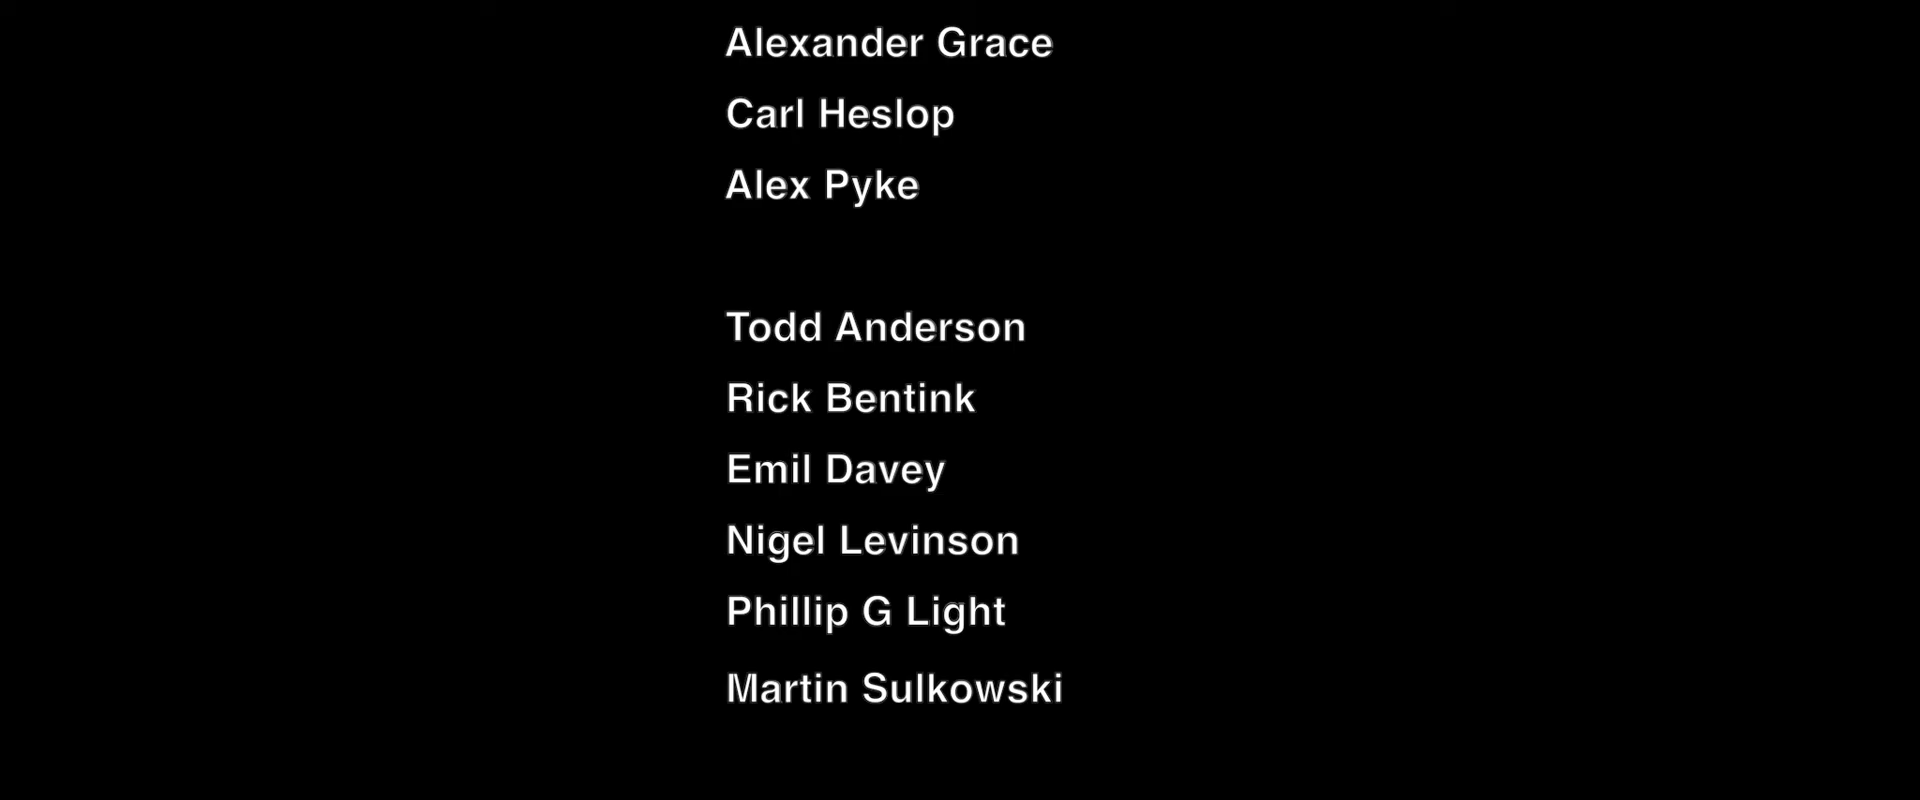 Alexander Grace
Carl Heslop
Alex Pyke
Todd Anderson
Rick Bentink
Emil Davey
Nigel Levinson
Phillip G Light
Martin Sulkowski